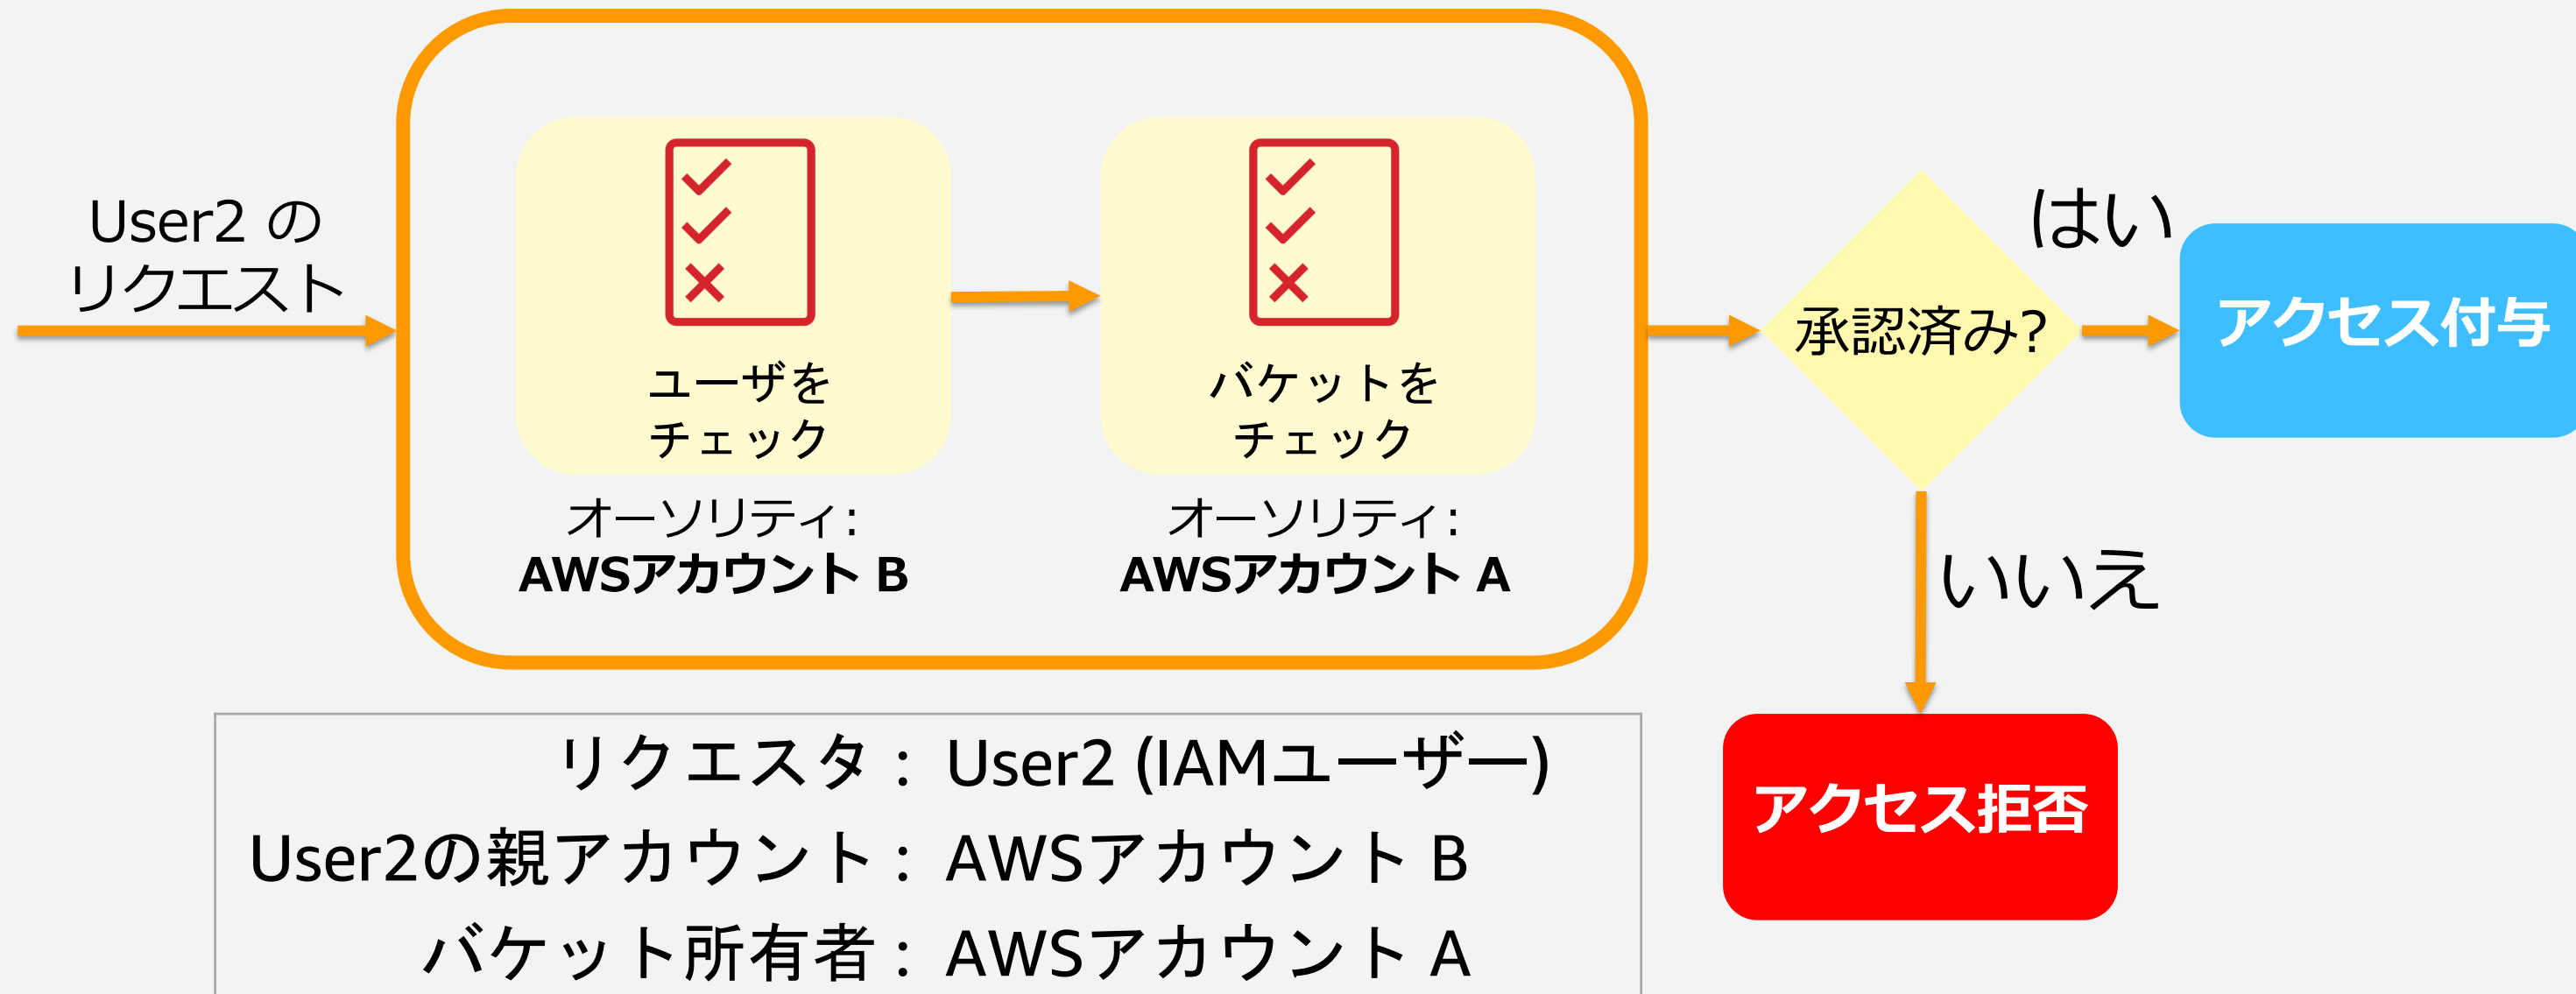 User2 の
リクエスト
ユーザを
チェック
オーソリティ:
AWSアカウント B
バケットを
チェック
オーソリティ:
AWSアカウント A
承認済み?
はい
アクセス付与
いいえ
アクセス拒否
リクエスタ : User2 (IAMユーザー)
User2の親アカウント : AWSアカウント B
バケット所有者 : AWSアカウント A